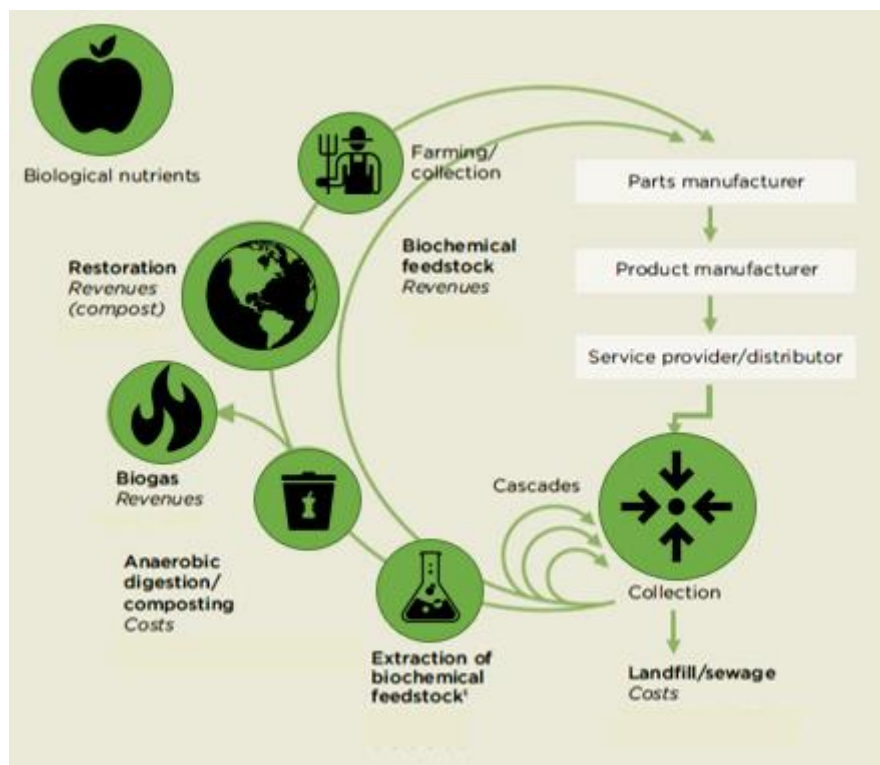 Biological nutrients
Farming/
collection
Restoration
Revenues
(compost)
Biochemical
feedstock
Revenues
Parts manufacturer
Product manufacturer
Service provider/distributor
Biogas
Revenues
Cascades
Anaerobic
digestion/
composting
Costs
Collection
Extraction of
biochemical
feedstock¹
Landfill/sewage
Costs